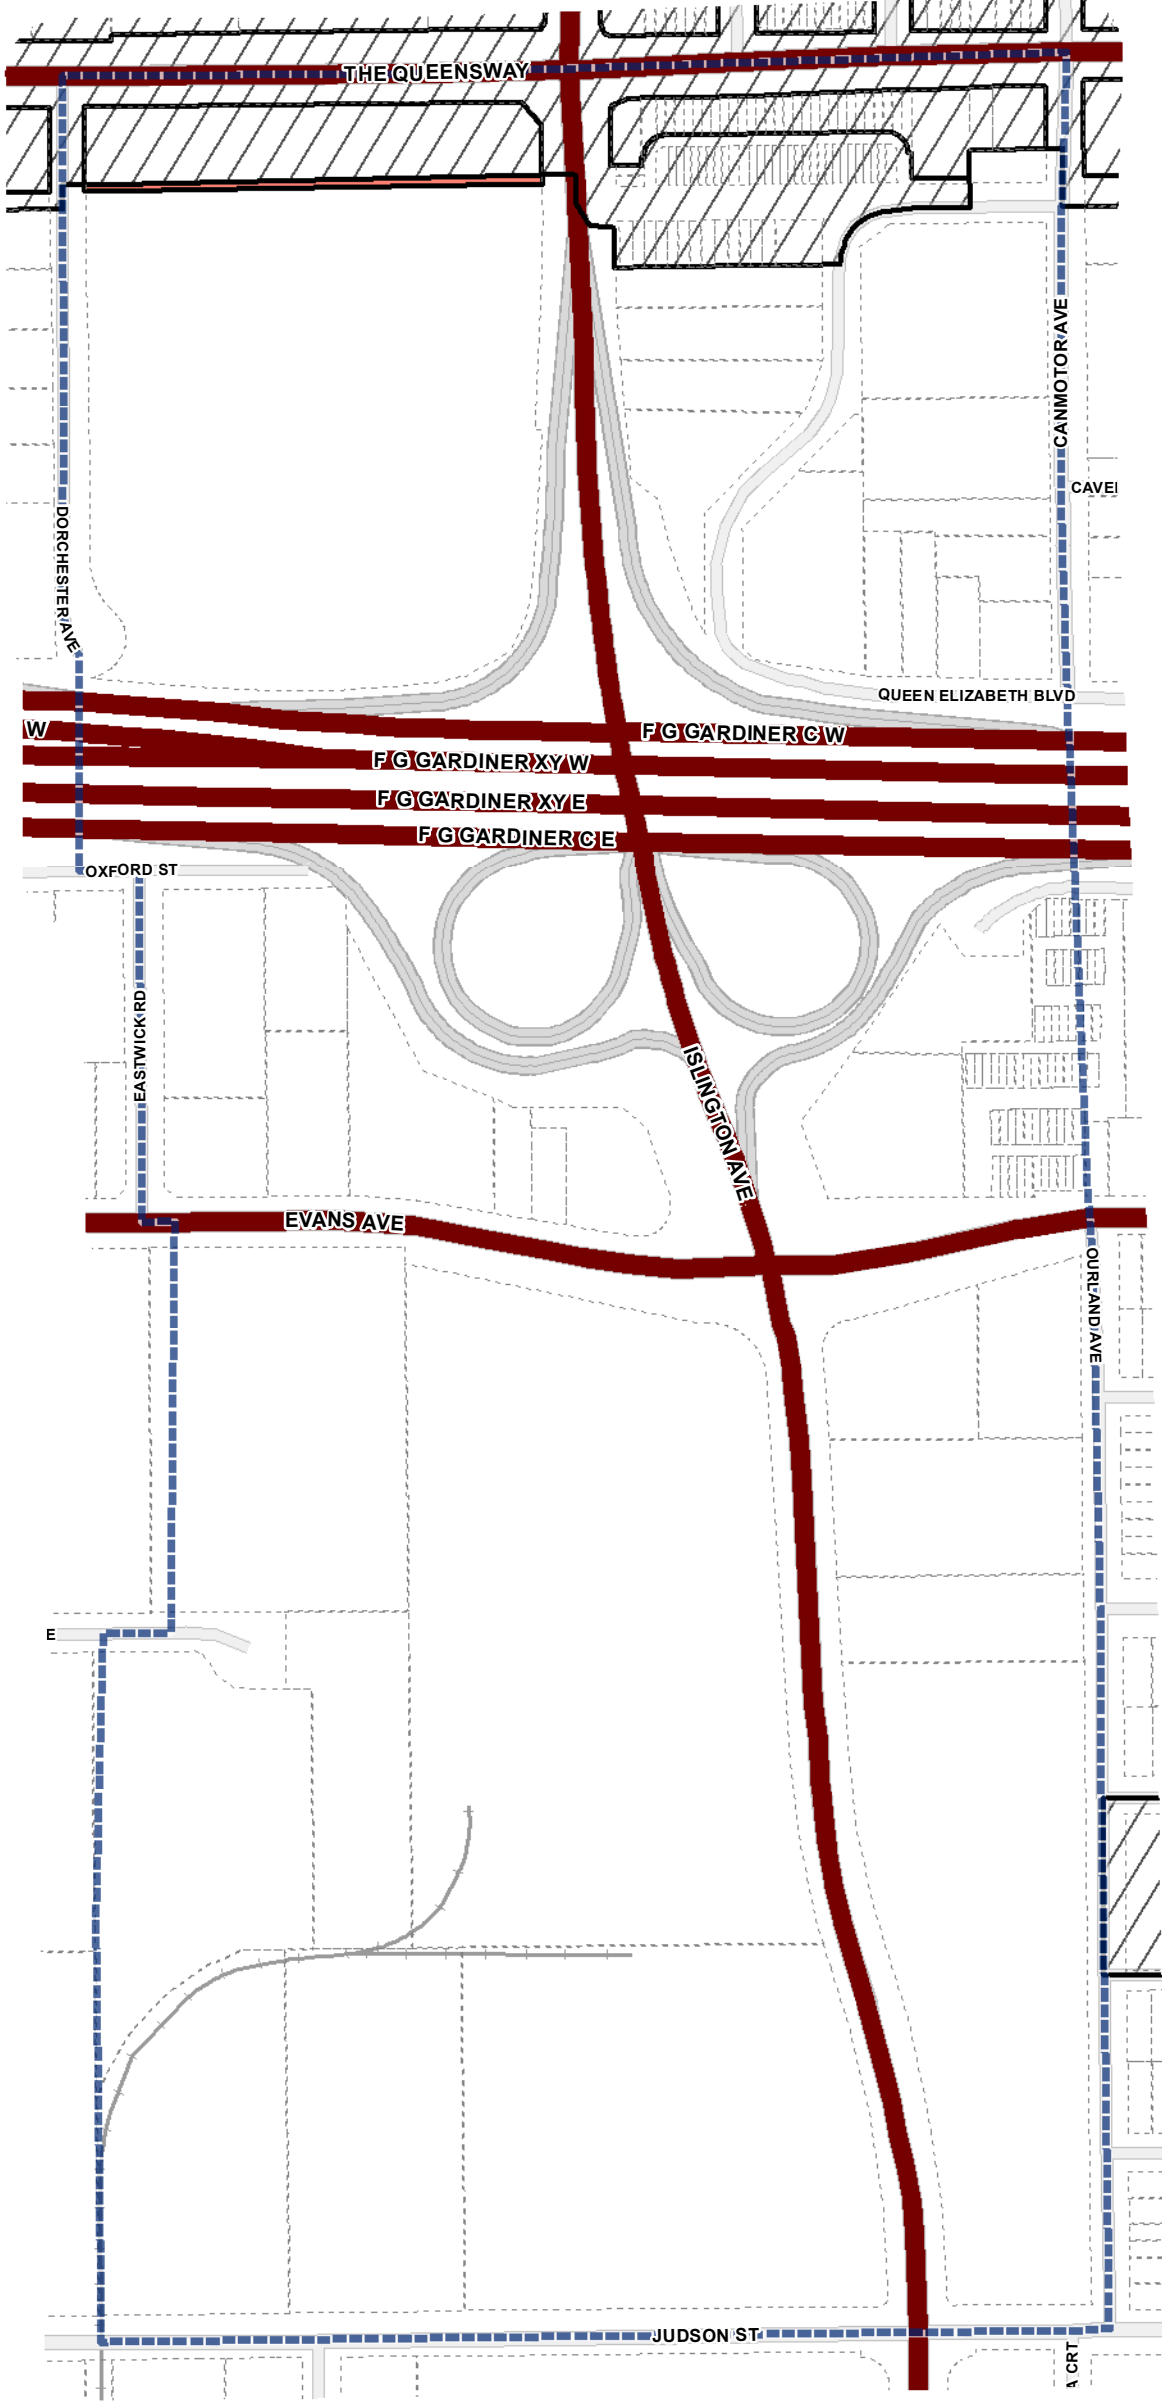 THE QUEENSWAY
CANMOTOR AVE
CAVE
DORCHESTER AVE
QUEEN ELIZABETH BLVD
W
F G GARDINER C W
F G GARDINER XY W
F G GARDINER XY E
F G GARDINER C E
OXFORD ST
EASTWICK RD
ISLINGTON AVE
EVANS AVE
OURLAND AVE
E
JUDSON ST
A CRT